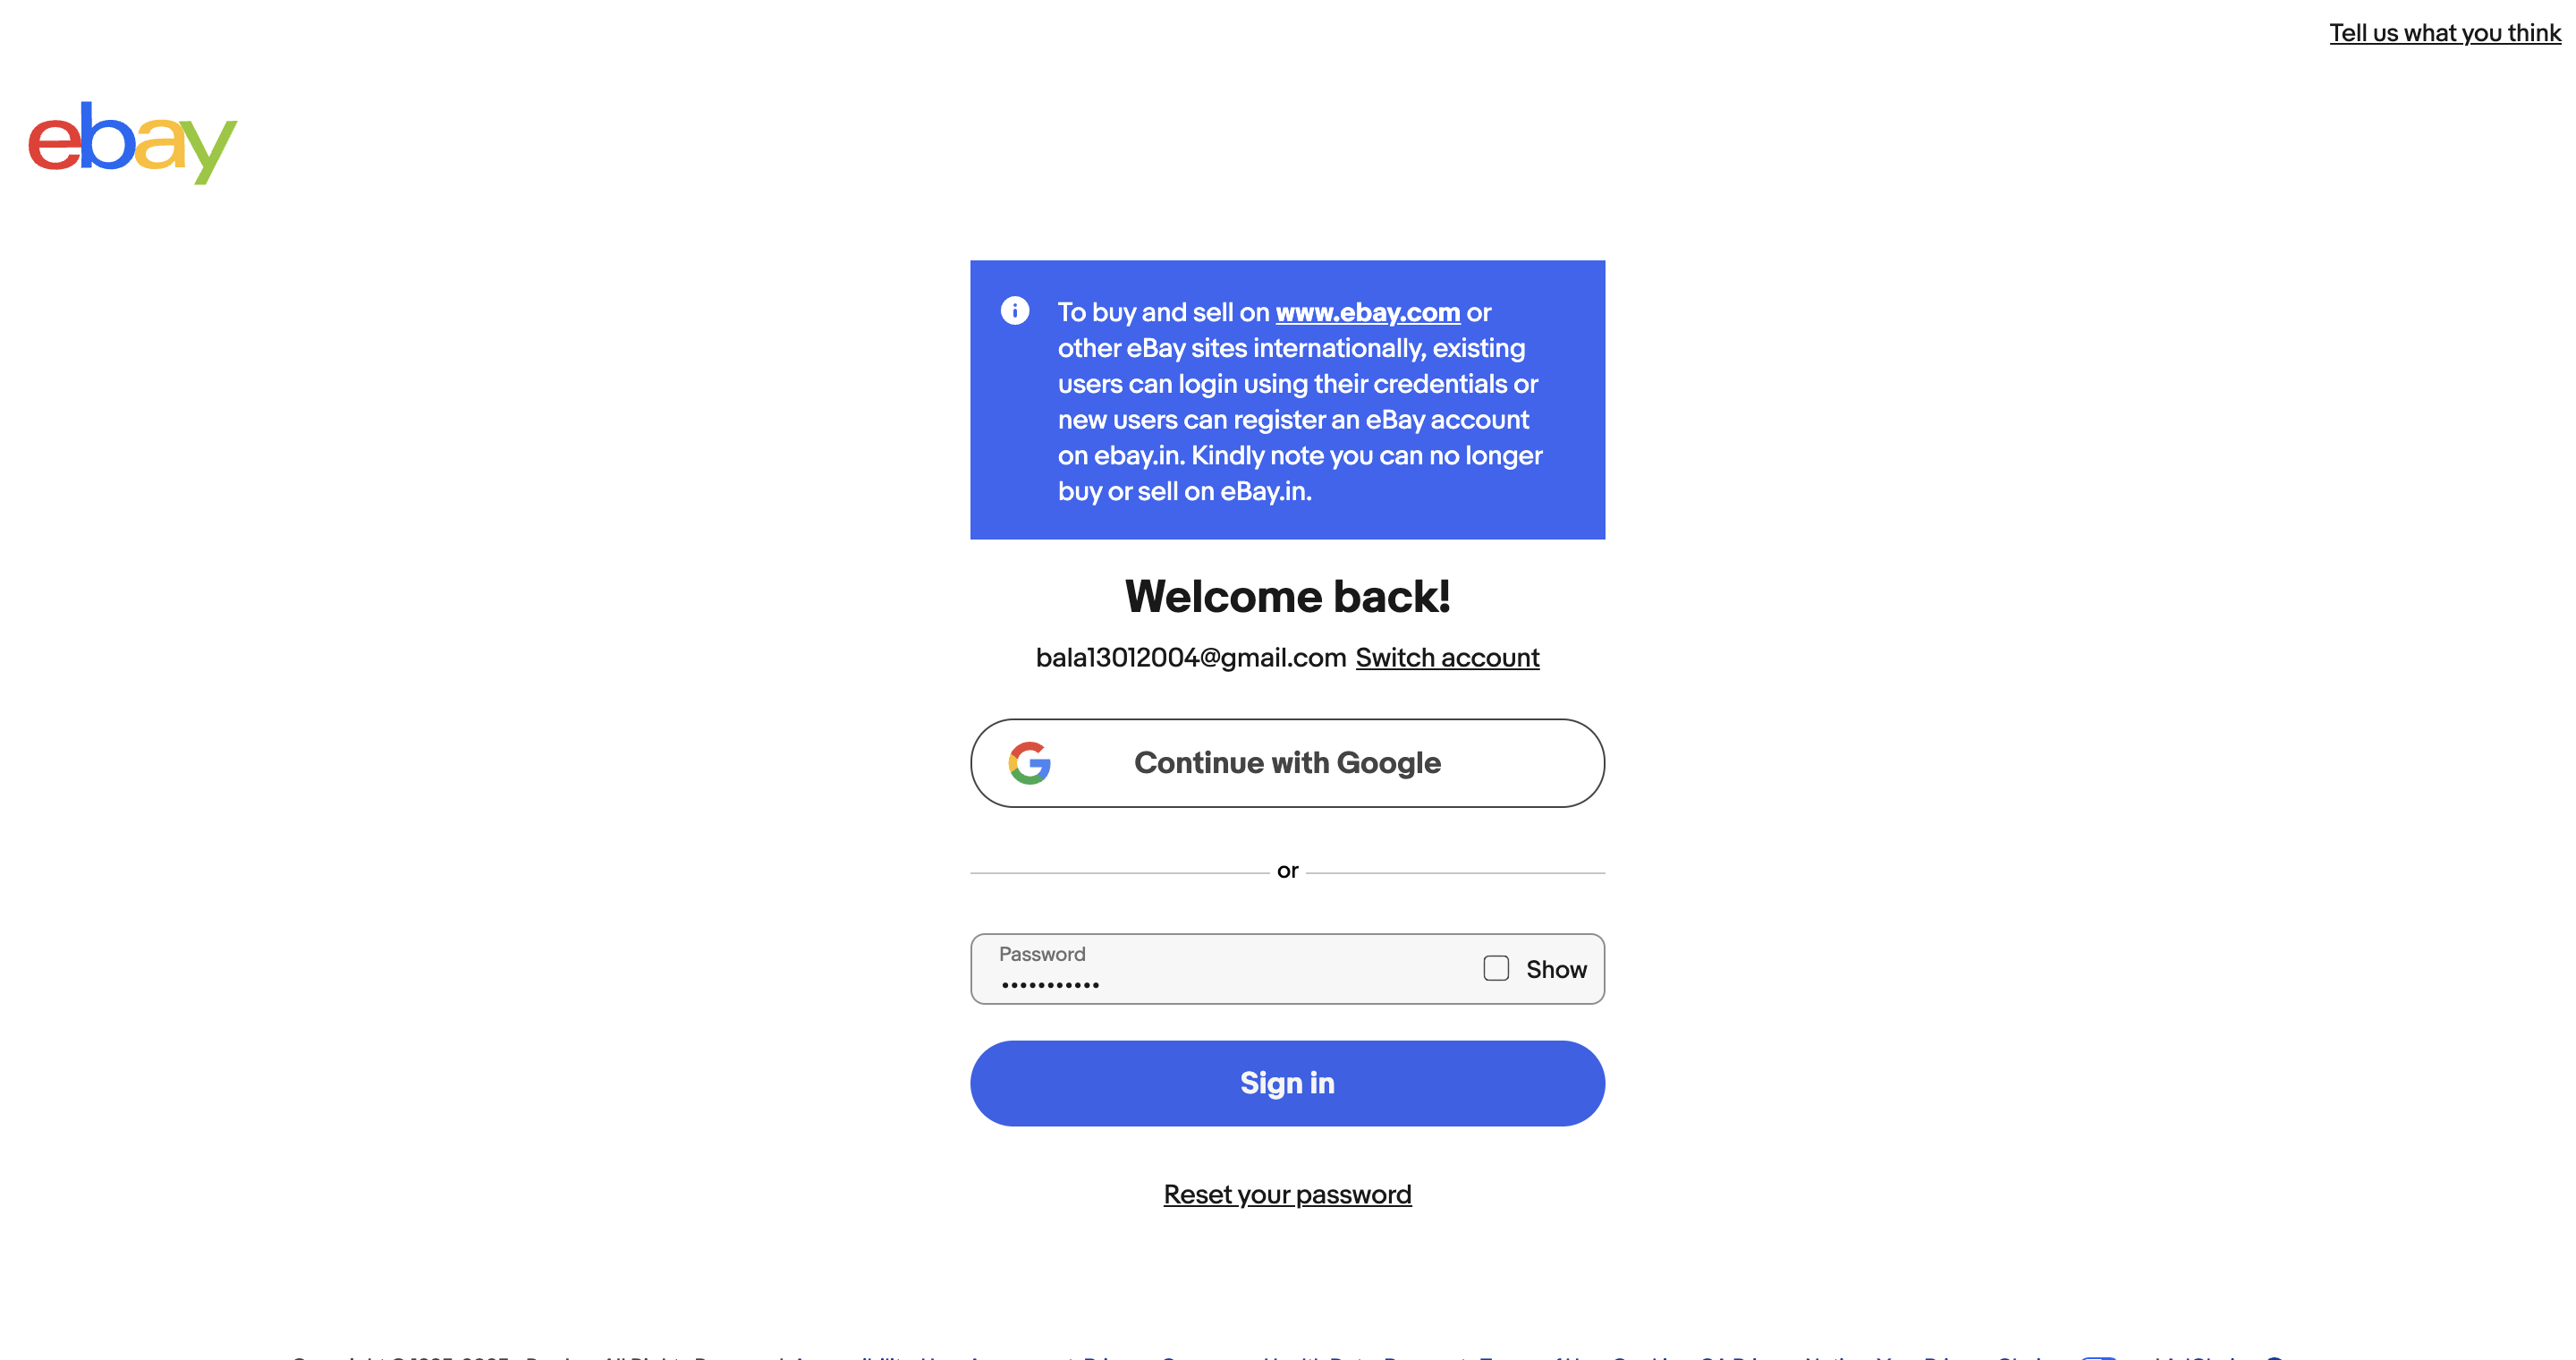 Tell us what you think
ebay
To buy and sell on www.ebay.com or
other eBay sites internationally, existing
users can login using their credentials or
new users can register an eBay account
on ebay.in. Kindly note you can no longer
buy or sell on eBay.in.
Welcome back!
bala13012004@gmail.com Switch account
Continue with Google
or
Password
Show
Sign in
Reset your password